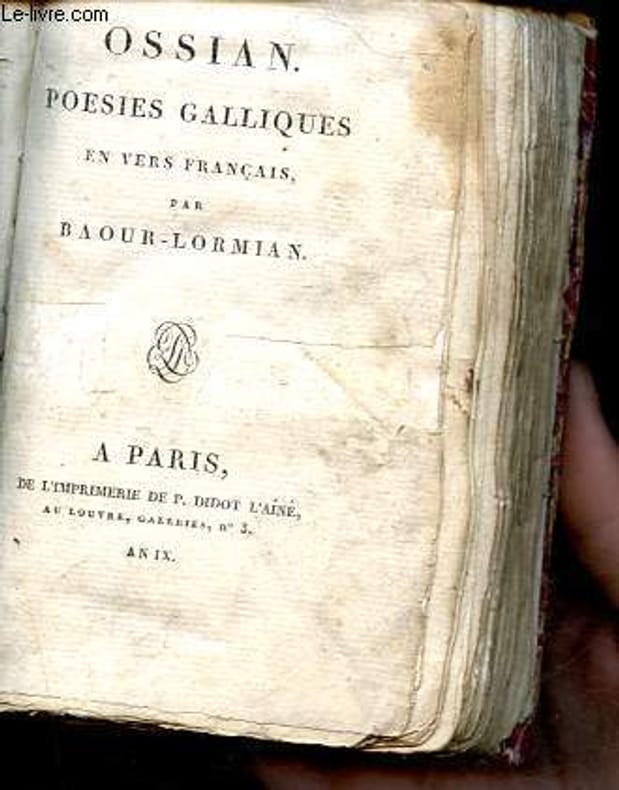 Le-livre.com
OSSIAN.
POESIES GALLIQUES
EN VERS FRANÇAIS,
PAR
BAOUR-LORMIAN.
A PARIS,
DE L'IMPRIMERIE DE P. DIDOT L'AÎNÉ,
AU LOUVRE, GALERIES, n° 3.
AN IX.